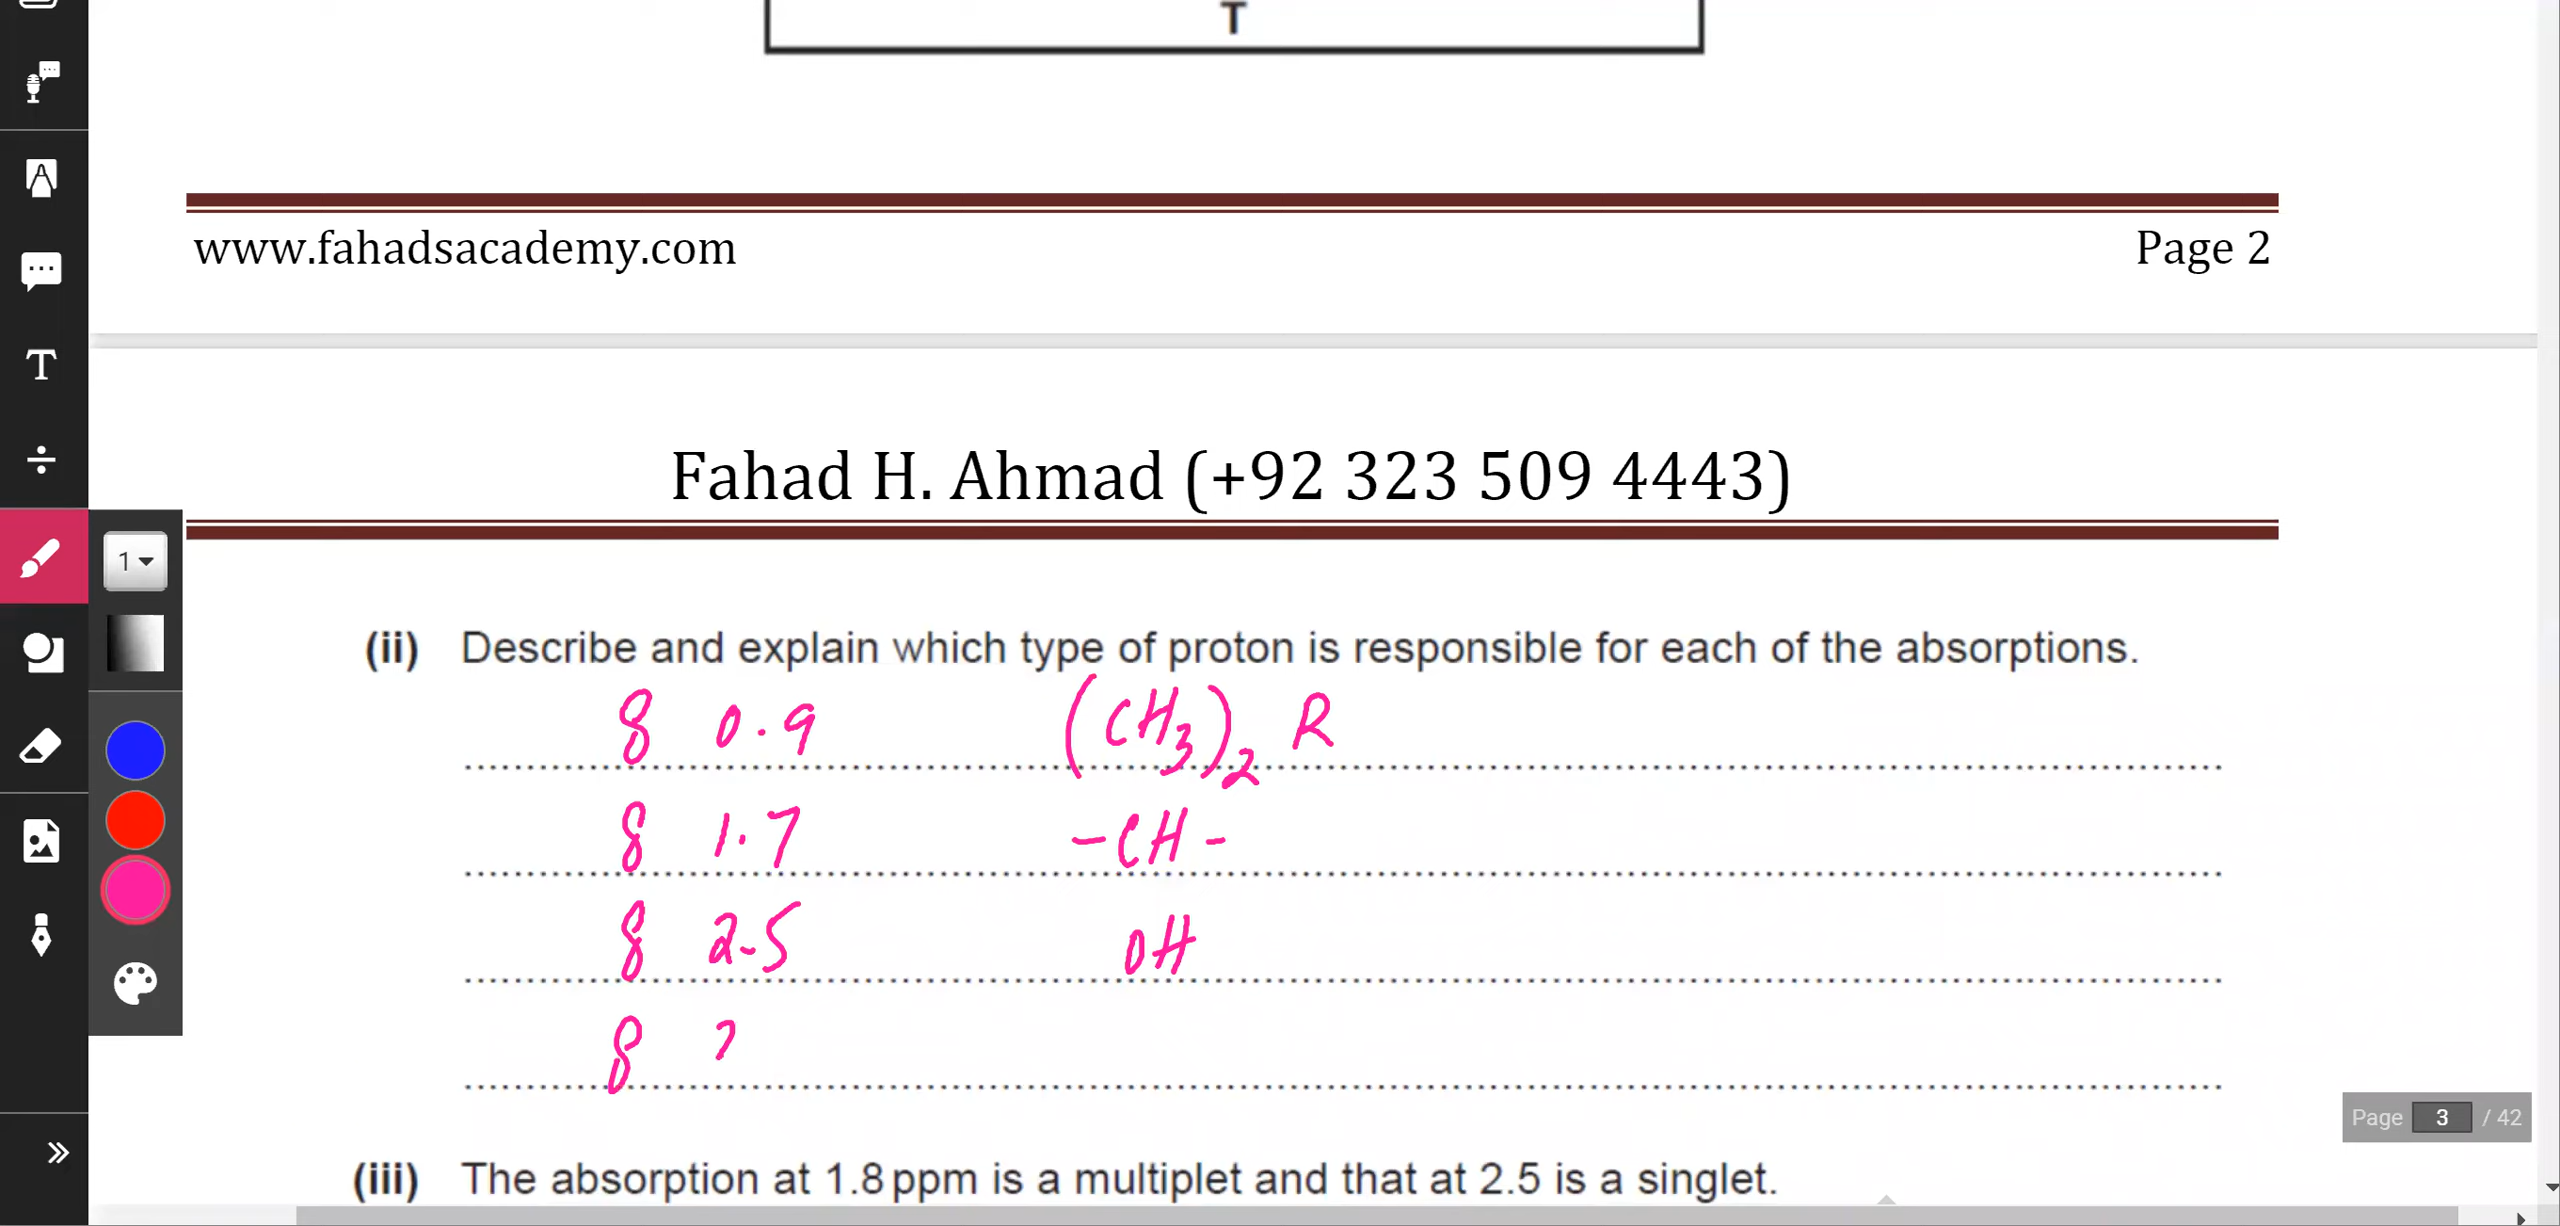 T
www.fahadsacademy.com Page 2
Fahad H. Ahmad (+92 323 509 4443)
1
(ii) Describe and explain which type of proton is responsible for each of the absorptions.
δ 0.9 (CH₃)₂ R
δ 1.7 -CH-
δ 2.5 OH
δ
Page 3 / 42
(iii) The absorption at 1.8 ppm is a multiplet and that at 2.5 is a singlet.